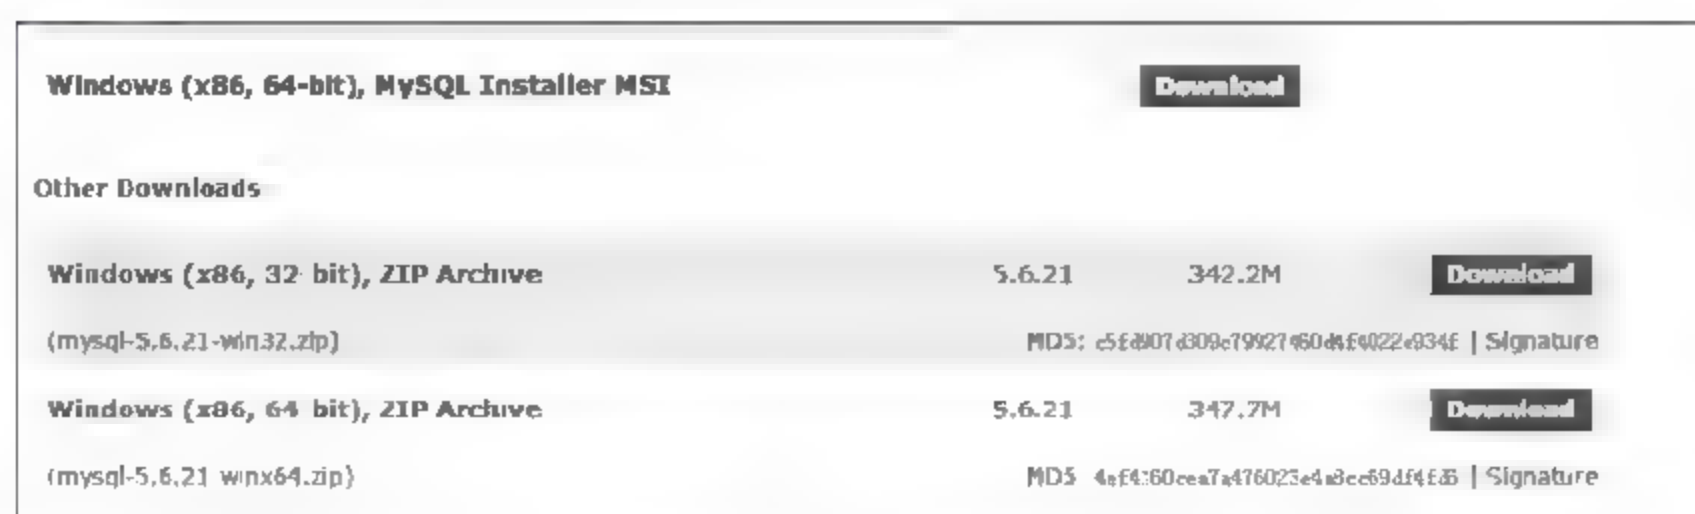 Windows (x86, 64-bit), MySQL Installer MSI Download
Other Downloads
Windows (x86, 32-bit), ZIP Archive 5.6.21 342.2M Download
(mysql-5.6.21-win32.zip) MD5: | Signature
Windows (x86, 64-bit), ZIP Archive 5.6.21 347.7M Download
(mysql-5.6.21-winx64.zip) MD5: | Signature